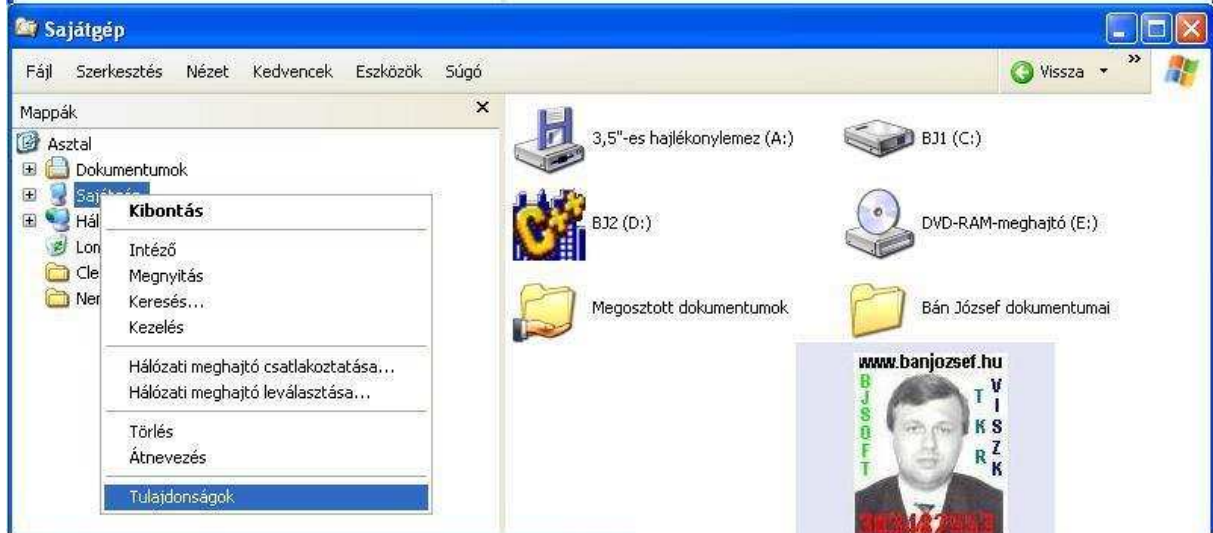 Sajátgép
Fájl Szerkesztés Nézet Kedvencek Eszközök Súgó Vissza
Mappák
Asztal
Dokumentumok
Kibontás
Intéző
Megnyitás
Keresés...
Kezelés
Hálózati meghajtó csatlakoztatása...
Hálózati meghajtó leválasztása...
Törlés
Átnevezés
Tulajdonságok
3,5"-es hajlékonylemez (A:)
BJ1 (C:)
C++
BJ2 (D:)
DVD-RAM-meghajtó (E:)
Megosztott dokumentumok
Bán József dokumentumai
www.banjozsef.hu
BJSOFT
TKR
VISZK